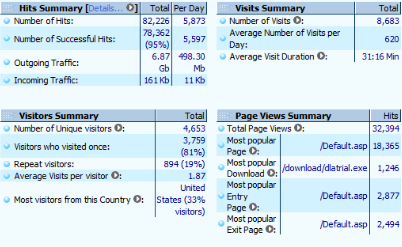 Hits Summary [Details... ] Total Per Day
Number of Hits: 82,226 5,873
Number of Successful Hits: 78,362 (95%) 5,597
Outgoing Traffic: 6.87 Gb 498.30 Mb
Incoming Traffic: 161 Kb 11 Kb
Visits Summary Total
Number of Visits : 8,683
Average Number of Visits per Day: 620
Average Visit Duration : 31:16 Min
Visitors Summary Total
Number of Unique visitors : 4,653
Visitors who visited once: 3,759 (81%)
Repeat visitors: 894 (19%)
Average Visits per visitor : 1.87
Most visitors from this Country : United States (33% visitors)
Page Views Summary Hits
Total Page Views : 32,394
Most popular Page : /Default.asp 18,365
Most popular Download : /download/dlatrial.exe 1,246
Most popular Entry Page : /Default.asp 2,877
Most popular Exit Page : /Default.asp 2,494